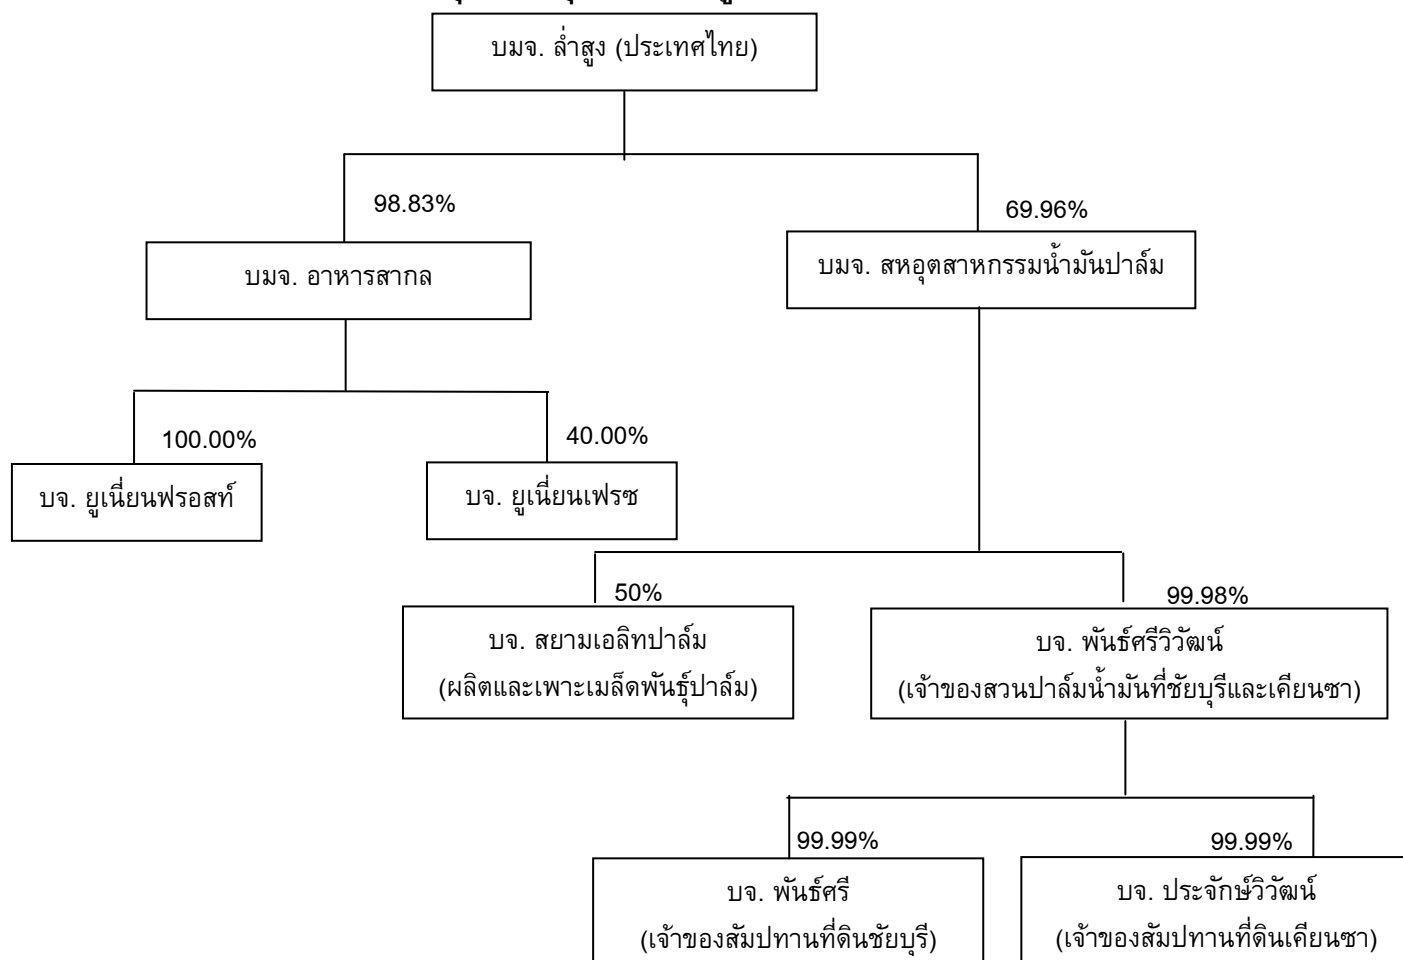 บมจ. ล่ำสูง (ประเทศไทย)
98.83%
69.96%
บมจ. อาหารสากล
บมจ. สหอุตสาหกรรมน้ำมันปาล์ม
100.00%
40.00%
บจ. ยูเนี่ยนฟรอสท์
บจ. ยูเนี่ยนเฟรซ
50%
99.98%
บจ. สยามเอลิทปาล์ม
(ผลิตและเพาะเมล็ดพันธุ์ปาล์ม)
บจ. พันธ์ศรีวิวัฒน์
(เจ้าของสวนปาล์มน้ำมันที่ชัยบุรีและเคียนซา)
99.99%
99.99%
บจ. พันธ์ศรี
(เจ้าของสัมปทานที่ดินชัยบุรี)
บจ. ประจักษ์วิวัฒน์
(เจ้าของสัมปทานที่ดินเคียนซา)